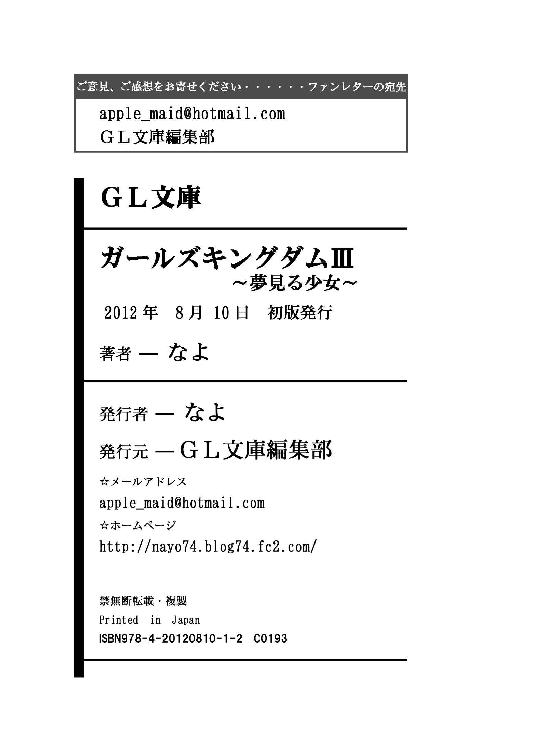 ご意見、ご感想をお寄せください・・・・・・ファンレターの宛先
apple_maid@hotmail.com
ＧＬ文庫編集部
ＧＬ文庫
ガールズキングダムⅢ
～夢見る少女～
2012 年　8 月 10 日　初版発行
著者 ― なよ
発行者 ― なよ
発行元 ― ＧＬ文庫編集部
☆メールアドレス
apple_maid@hotmail.com
☆ホームページ
http://nayo74.blog74.fc2.com/
禁無断転載・複製
Printed in Japan
ISBN978-4-20120810-1-2　C0193